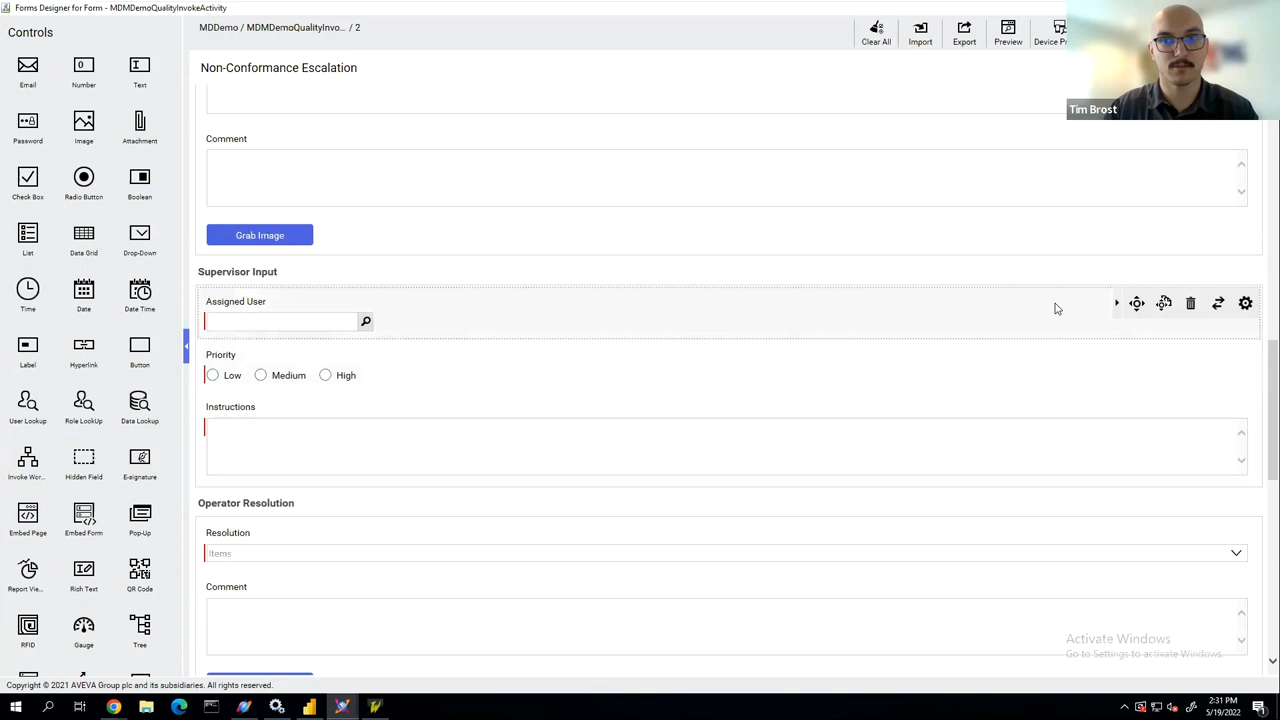 Forms Designer for Form - MDMDemoQualityInvokeActivity
Controls
MDDemo / MDMDemoQualityInvo... / 2
Clear All
Import
Export
Preview
Device Pr
Tim Brost
Non-Conformance Escalation
Email
Number
Text
Password
Image
Attachment
Check Box
Radio Button
Boolean
List
Data Grid
Drop-Down
Time
Date
Date Time
Label
Hyperlink
Button
User Lookup
Role LookUp
Data Lookup
Invoke Wor...
Hidden Field
E-signature
Embed Page
Embed Form
Pop-Up
Report Vie...
Rich Text
QR Code
RFID
Gauge
Tree
Comment
Grab Image
Supervisor Input
Assigned User
Priority
Low
Medium
High
Instructions
Operator Resolution
Resolution
Items
Comment
Activate Windows
Go to Settings to activate Windows.
Copyright © 2021 AVEVA Group plc and its subsidiaries. All rights reserved.
2:31 PM
5/19/2022